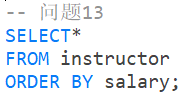 -- 问题13
SELECT*
FROM instructor
ORDER BY salary;